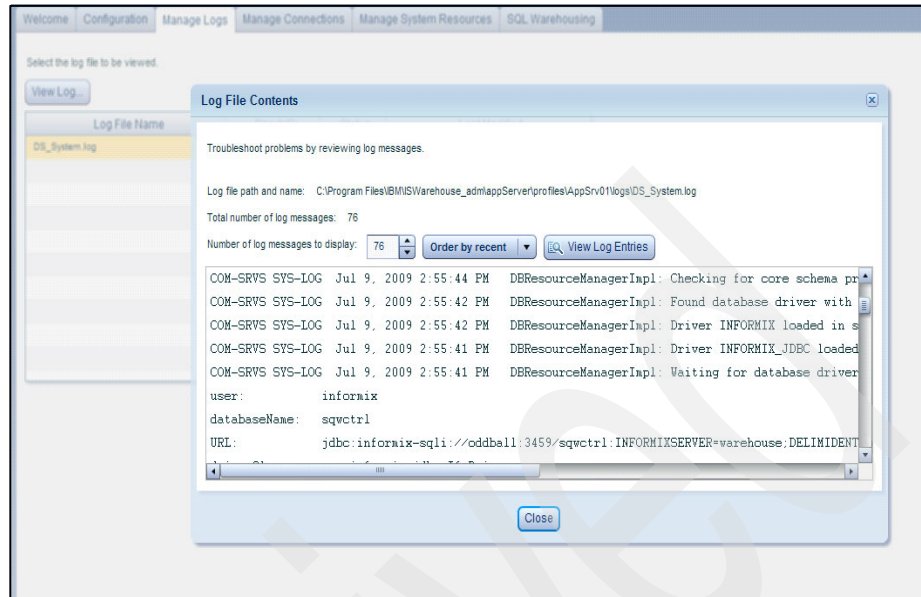 Welcome Configuration Manage Logs Manage Connections Manage System Resources SQL Warehousing
Select the log file to be viewed.
View Log...
Log File Name
DS_System.log
Log File Contents
Troubleshoot problems by reviewing log messages.
Log file path and name: C:\Program Files\IBM\ISWarehouse_adm\appServer\profiles\AppSrv01\logs\DS_System.log
Total number of log messages: 76
Number of log messages to display: 76 Order by recent View Log Entries
COM-SRVS SYS-LOG Jul 9, 2009 2:55:44 PM DBResourceManagerImpl: Checking for core schema pr
COM-SRVS SYS-LOG Jul 9, 2009 2:55:42 PM DBResourceManagerImpl: Found database driver with
COM-SRVS SYS-LOG Jul 9, 2009 2:55:42 PM DBResourceManagerImpl: Driver INFORMIX loaded in s
COM-SRVS SYS-LOG Jul 9, 2009 2:55:41 PM DBResourceManagerImpl: Driver INFORMIX_JDBC loaded
COM-SRVS SYS-LOG Jul 9, 2009 2:55:41 PM DBResourceManagerImpl: Waiting for database driver
user: informix
databaseName: sqwctrl
URL: jdbc:informix-sqli://oddball:3459/sqwctrl:INFORMIXSERVER=warehouse;DELIMIDENT
Close